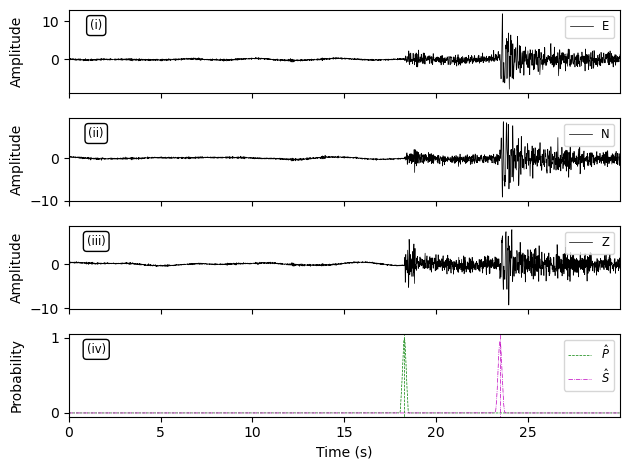 (i)
E
10
0
Amplitude
(ii)
N
0
−10
Amplitude
(iii)
Z
0
−10
Amplitude
(iv)
P̂
Ŝ
1
0
Probability
0 5 10 15 20 25
Time (s)